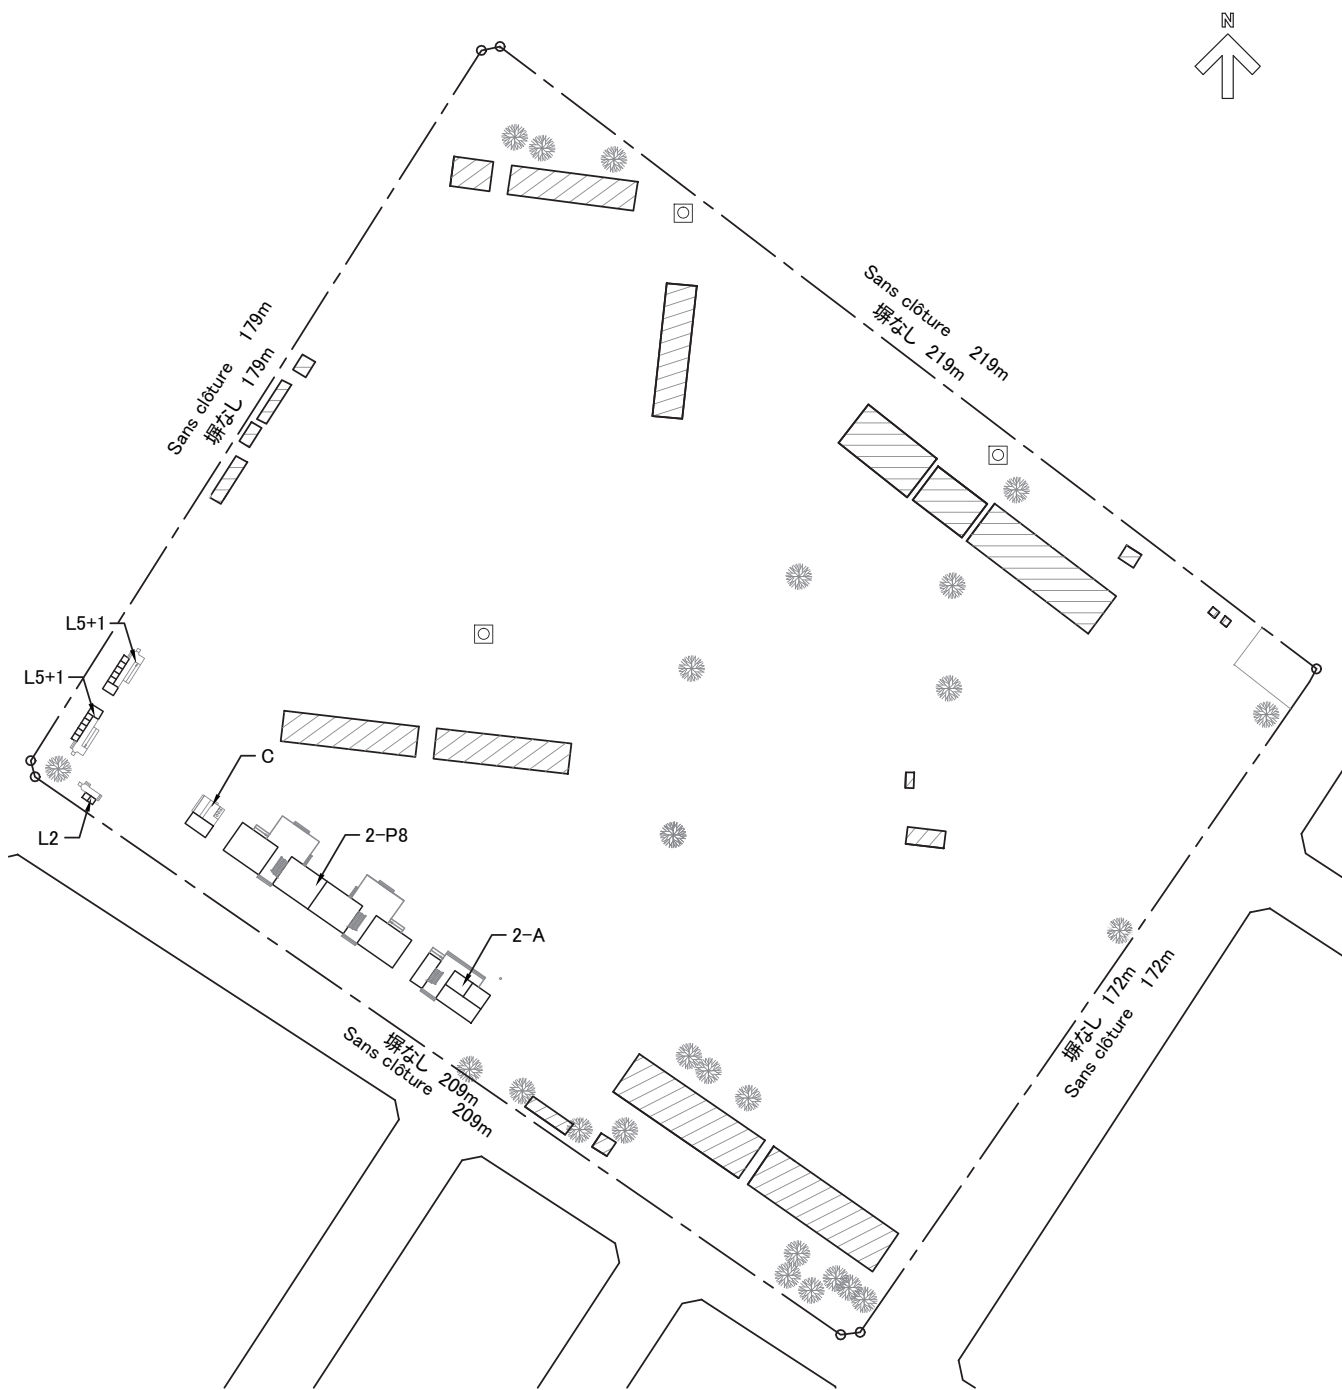 N
Sans clôture 179m
塀なし 179m
Sans clôture 219m
塀なし 219m
L5+1
L5+1
C
L2
2-P8
2-A
塀なし 172m
Sans clôture 172m
塀なし 209m
Sans clôture 209m